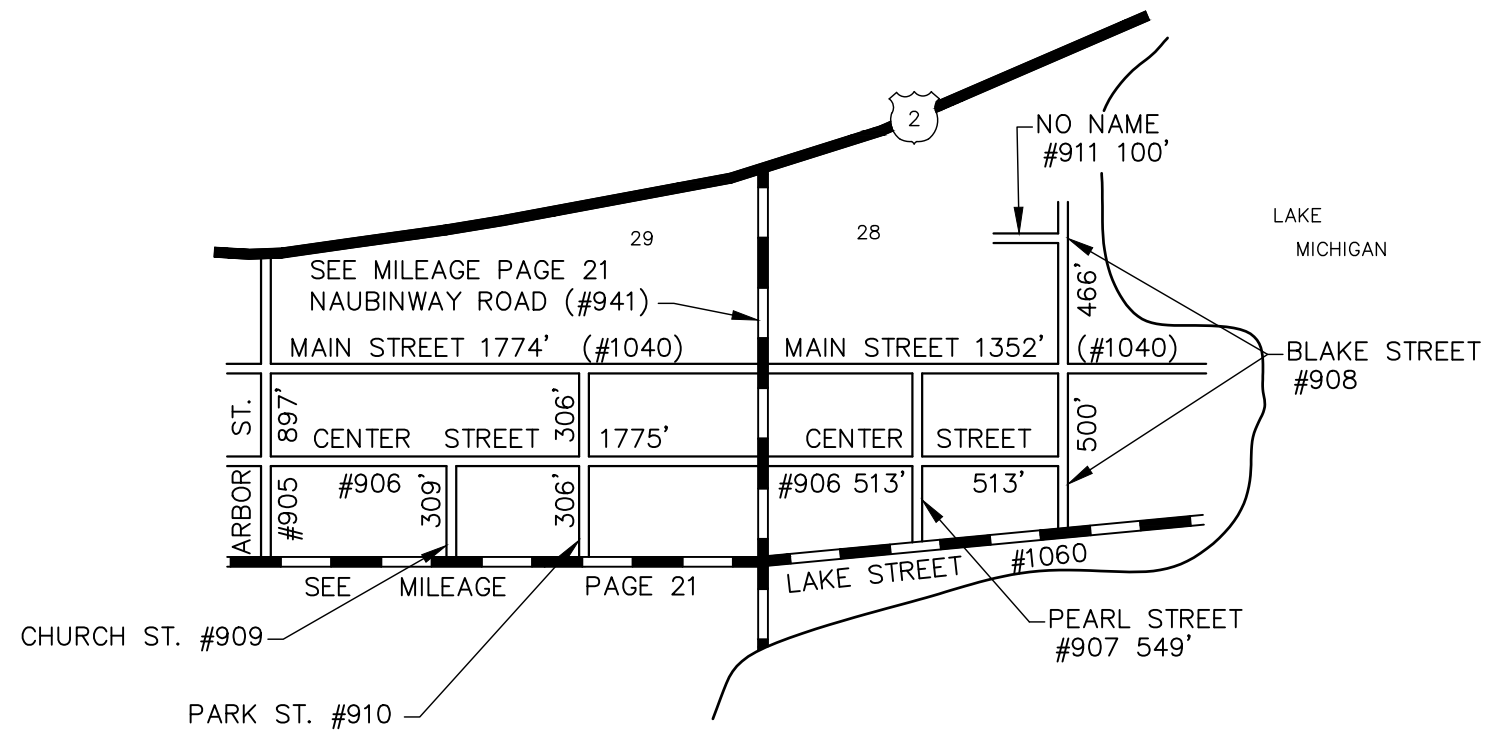 2
NO NAME
#911 100'
LAKE
MICHIGAN
29
28
SEE MILEAGE PAGE 21
NAUBINWAY ROAD (#941)
466'
MAIN STREET 1774' (#1040)
MAIN STREET 1352' (#1040)
BLAKE STREET
#908
ARBOR ST.
#905 897'
306'
500'
CENTER STREET 1775'
CENTER STREET
#906
309'
306'
#906 513'
513'
SEE MILEAGE PAGE 21
LAKE STREET #1060
CHURCH ST. #909
PEARL STREET
#907 549'
PARK ST. #910